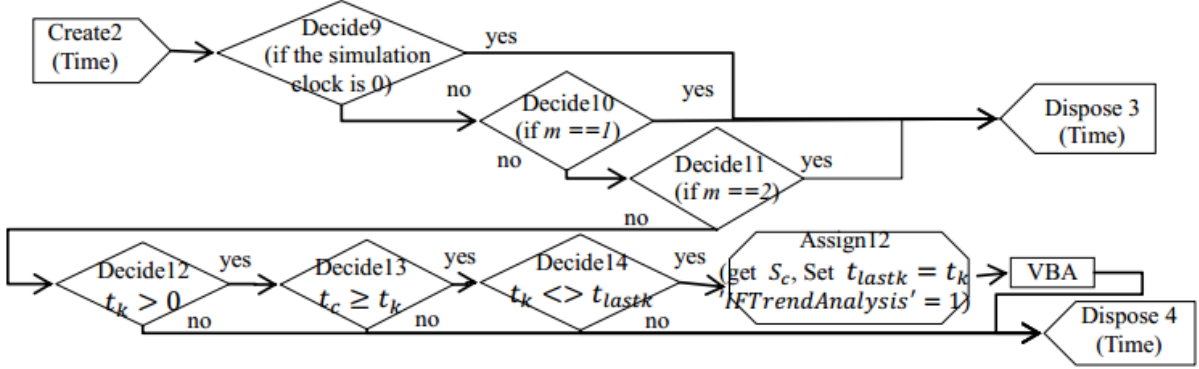 Create2
(Time)
Decide9
(if the simulation
clock is 0)
yes
no
Decide10
(if m ==1)
yes
no
Decide11
(if m ==2)
yes
no
Dispose 3
(Time)
Decide12
t_k > 0
yes
no
Decide13
t_c ≥ t_k
yes
no
Decide14
t_k <> t_lastk
yes
no
Assign12
(get S_c, Set t_lastk = t_k
'IFTrendAnalysis' = 1)
VBA
Dispose 4
(Time)